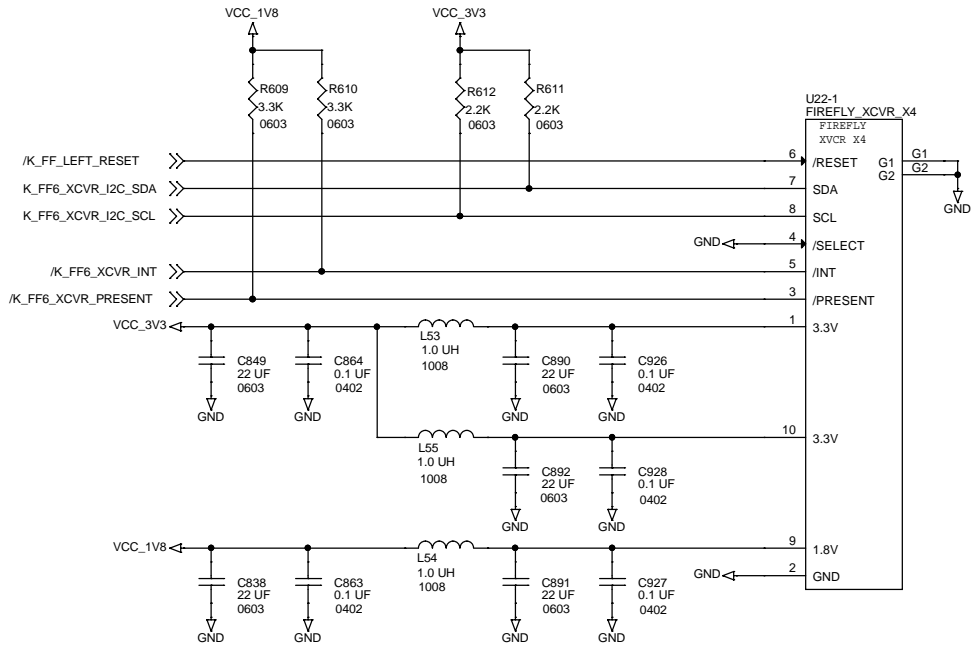 VCC_1V8
VCC_3V3
R609
3.3K
0603
R610
3.3K
0603
R612
2.2K
0603
R611
2.2K
0603
U22-1
FIREFLY_XCVR_X4
FIREFLY
XVCR X4
/K_FF_LEFT_RESET
6
/RESET
G1
G1
G2
G2
GND
K_FF6_XCVR_I2C_SDA
7
SDA
K_FF6_XCVR_I2C_SCL
8
SCL
GND
4
/SELECT
/K_FF6_XCVR_INT
5
/INT
/K_FF6_XCVR_PRESENT
3
/PRESENT
VCC_3V3
1
3.3V
L53
1.0 UH
1008
C849
22 UF
0603
GND
C864
0.1 UF
0402
GND
C890
22 UF
0603
GND
C926
0.1 UF
0402
GND
10
3.3V
L55
1.0 UH
1008
C892
22 UF
0603
GND
C928
0.1 UF
0402
GND
VCC_1V8
9
1.8V
L54
1.0 UH
1008
GND
2
GND
C838
22 UF
0603
GND
C863
0.1 UF
0402
GND
C891
22 UF
0603
GND
C927
0.1 UF
0402
GND